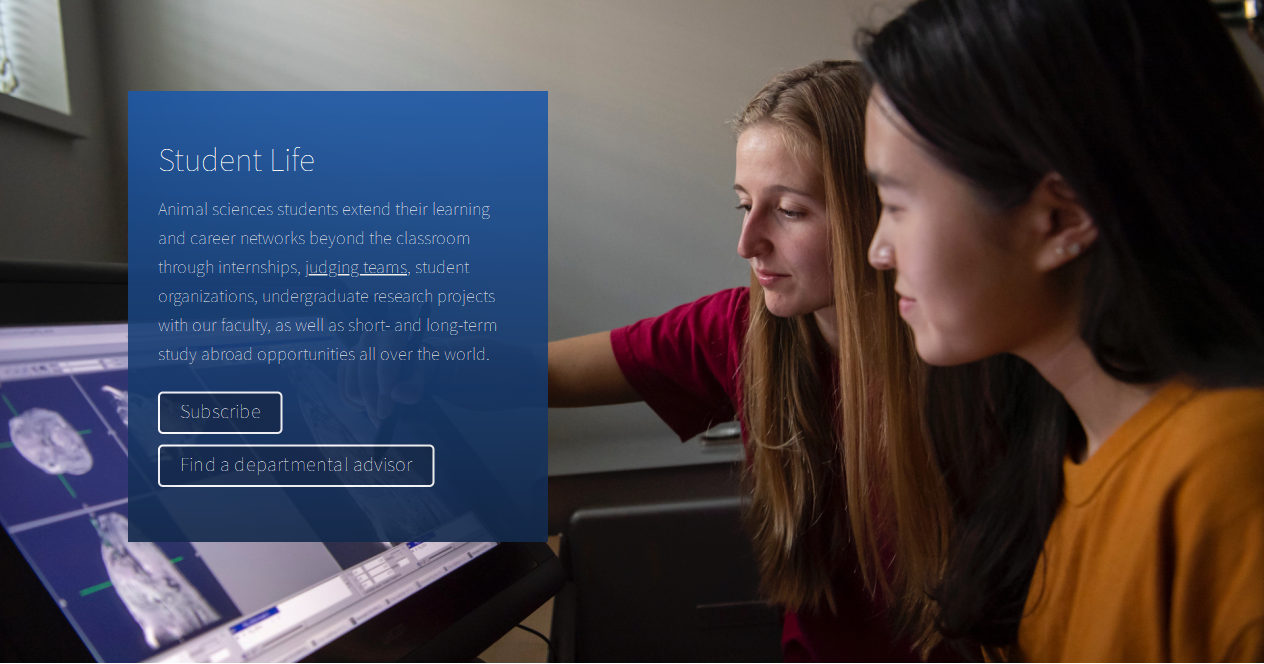 Student Life
Animal sciences students extend their learning
and career networks beyond the classroom
through internships, judging teams, student
organizations, undergraduate research projects
with our faculty, as well as short- and long-term
study abroad opportunities all over the world.
Subscribe
Find a departmental advisor